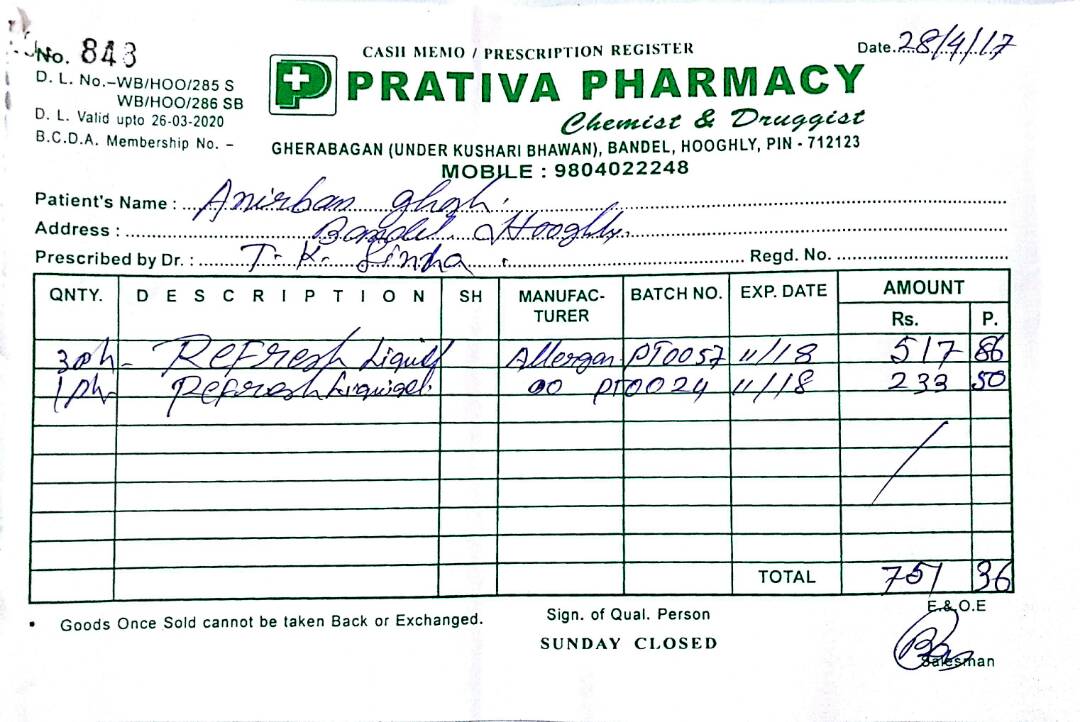 No. 843
CASH MEMO / PRESCRIPTION REGISTER
Date. 28/4/17
D. L. No.-WB/HOO/285 S
WB/HOO/286 SB
D. L. Valid upto 26-03-2020
B.C.D.A. Membership No. -
P PRATIVA PHARMACY
Chemist & Druggist
GHERABAGAN (UNDER KUSHARI BHAWAN), BANDEL, HOOGHLY, PIN - 712123
MOBILE : 9804022248
Patient's Name : Anirban Ghosh.
Address : Bandel Hooghly.
Prescribed by Dr. : T. K. Sinha . Regd. No.
QNTY. DESCRIPTION SH MANUFAC-TURER BATCH NO. EXP. DATE AMOUNT
Rs. P.
Refresh Liquid Allergan PT0057 11/18 517 86
1ph- Refresh Liquigel. PT0024 11/18 233 50
TOTAL 751 36
E.& O.E
• Goods Once Sold cannot be taken Back or Exchanged.
Sign. of Qual. Person
SUNDAY CLOSED
Salesman